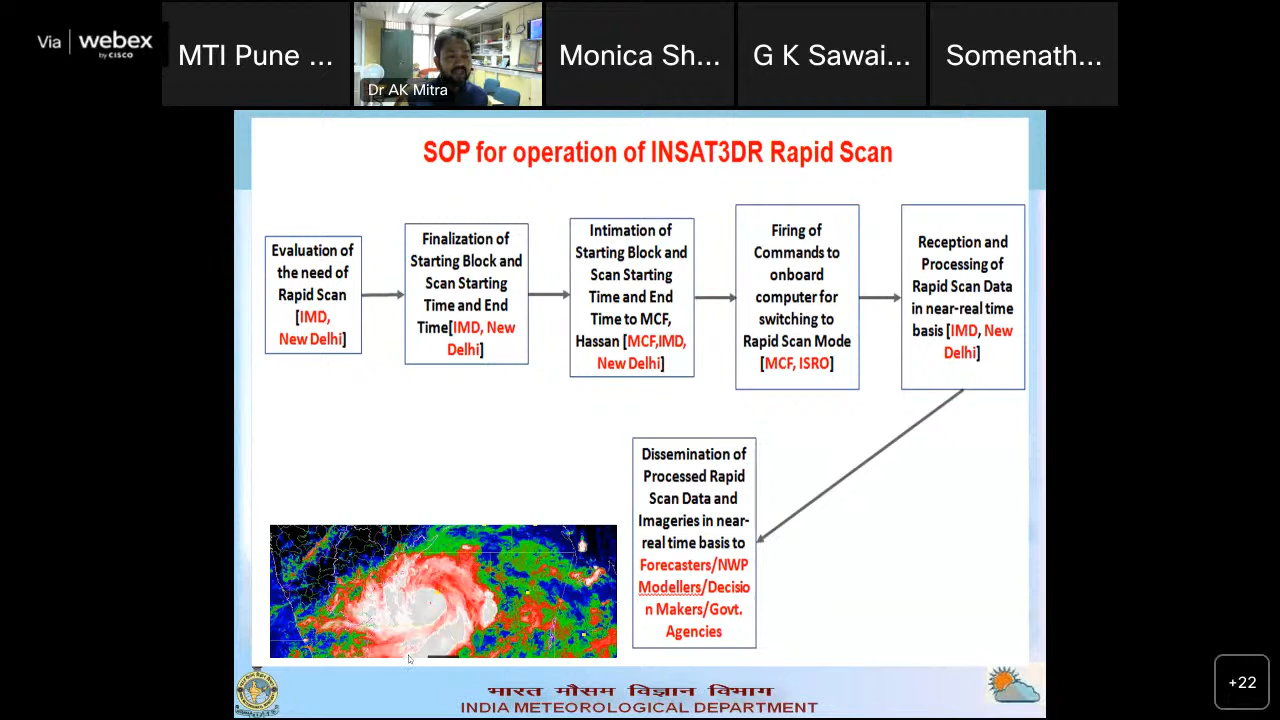 Via webex
by CISCO
MTI Pune ...
Dr AK Mitra
Monica Sh...
G K Sawai...
Somenath...
SOP for operation of INSAT3DR Rapid Scan
Evaluation of
the need of
Rapid Scan
[IMD,
New Delhi]
Finalization of
Starting Block and
Scan Starting
Time and End
Time[IMD, New
Delhi]
Intimation of
Starting Block and
Scan Starting
Time and End
Time to MCF,
Hassan [MCF,IMD,
New Delhi]
Firing of
Commands to
onboard
computer for
switching to
Rapid Scan Mode
[MCF, ISRO]
Reception and
Processing of
Rapid Scan Data
in near-real time
basis [IMD, New
Delhi]
Dissemination of
Processed Rapid
Scan Data and
Imageries in near-
real time basis to
Forecasters/NWP
Modellers/Decisio
n Makers/Govt.
Agencies
भारत मौसम विज्ञान विभाग
INDIA METEOROLOGICAL DEPARTMENT
+22